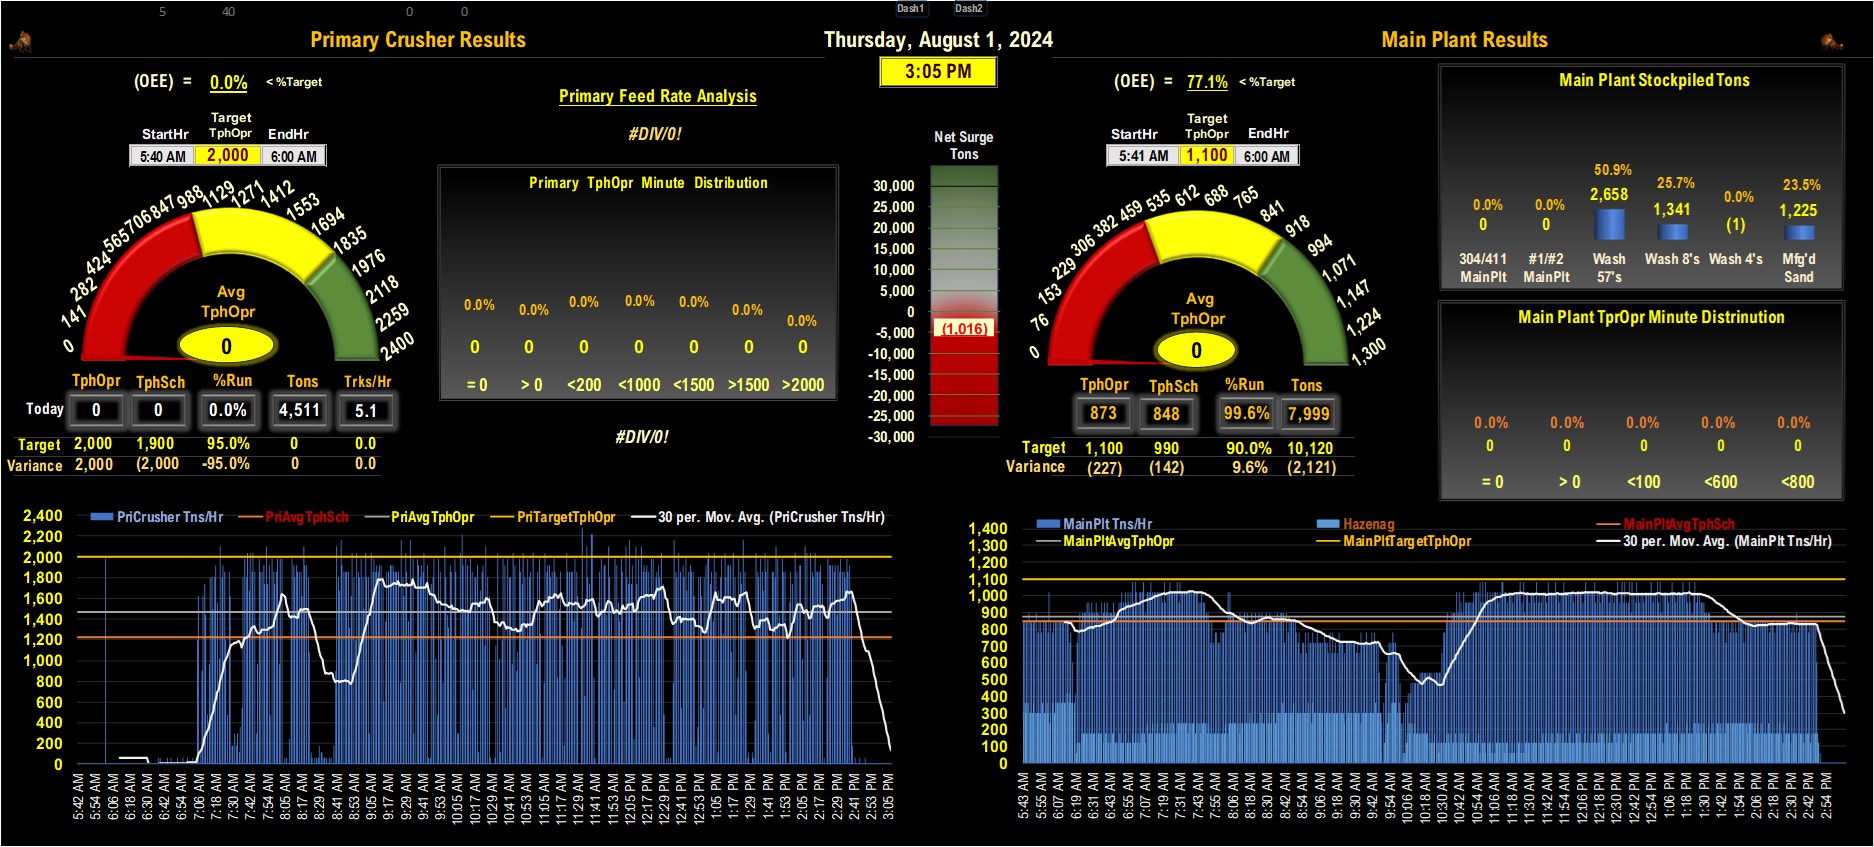 5 40 0 0 Dash1 Dash2
Primary Crusher Results
Thursday, August 1, 2024
Main Plant Results
3:05 PM
(OEE) = 0.0% < %Target
Target
StartHr TphOpr EndHr
5:40 AM 2,000 6:00 AM
0 141 282 424 565 706 847 988 1129 1271 1412 1553 1694 1835 1976 2118 2259 2400
Avg
TphOpr
0
TphOpr TphSch %Run Tons Trks/Hr
Today 0 0 0.0% 4,511 5.1
Target 2,000 1,900 95.0% 0 0.0
Variance 2,000 (2,000 -95.0% 0 0.0
Primary Feed Rate Analysis
#DIV/0!
Primary TphOpr Minute Distribution
0.0% 0.0% 0.0% 0.0% 0.0% 0.0% 0.0%
0 0 0 0 0 0 0
= 0 > 0 <200 <1000 <1500 >1500 >2000
#DIV/0!
Net Surge
Tons
30,000
25,000
20,000
15,000
10,000
5,000
0
(1,016)
-5,000
-10,000
-15,000
-20,000
-25,000
-30,000
(OEE) = 77.1% < %Target
Target
StartHr TphOpr EndHr
5:41 AM 1,100 6:00 AM
0 76 153 229 306 382 459 535 612 688 765 841 918 994 1,071 1,147 1,224 1,300
Avg
TphOpr
0
TphOpr TphSch %Run Tons
873 848 99.6% 7,999
Target 1,100 990 90.0% 10,120
Variance (227) (142) 9.6% (2,121)
Main Plant Stockpiled Tons
0.0% 0.0% 50.9% 25.7% 0.0% 23.5%
0 0 2,658 1,341 (1) 1,225
304/411 #1/#2 Wash Wash 8's Wash 4's Mfg'd
MainPlt MainPlt 57's Sand
Main Plant TprOpr Minute Distrinution
0.0% 0.0% 0.0% 0.0% 0.0%
0 0 0 0 0
= 0 > 0 <100 <600 <800
PriCrusher Tns/Hr PriAvgTphSch PriAvgTphOpr PriTargetTphOpr 30 per. Mov. Avg. (PriCrusher Tns/Hr)
2,400
2,200
2,000
1,800
1,600
1,400
1,200
1,000
800
600
400
200
0
5:42 AM 5:54 AM 6:06 AM 6:18 AM 6:30 AM 6:42 AM 6:54 AM 7:06 AM 7:18 AM 7:30 AM 7:42 AM 7:54 AM 8:05 AM 8:17 AM 8:29 AM 8:41 AM 8:53 AM 9:05 AM 9:17 AM 9:29 AM 9:41 AM 9:53 AM 10:05 AM 10:17 AM 10:29 AM 10:41 AM 10:53 AM 11:05 AM 11:17 AM 11:29 AM 11:41 AM 11:53 AM 12:05 PM 12:17 PM 12:29 PM 12:41 PM 12:53 PM 1:05 PM 1:17 PM 1:29 PM 1:41 PM 1:53 PM 2:05 PM 2:17 PM 2:29 PM 2:41 PM 2:53 PM 3:05 PM
MainPlt Tns/Hr Hazenag MainPltAvgTphSch
MainPltAvgTphOpr MainPltTargetTphOpr 30 per. Mov. Avg. (MainPlt Tns/Hr)
1,400
1,300
1,200
1,100
1,000
900
800
700
600
500
400
300
200
100
0
5:43 AM 5:55 AM 6:07 AM 6:19 AM 6:31 AM 6:43 AM 6:55 AM 7:07 AM 7:19 AM 7:31 AM 7:43 AM 7:55 AM 8:06 AM 8:18 AM 8:30 AM 8:42 AM 8:54 AM 9:06 AM 9:18 AM 9:30 AM 9:42 AM 9:54 AM 10:06 AM 10:18 AM 10:30 AM 10:42 AM 10:54 AM 11:06 AM 11:18 AM 11:30 AM 11:42 AM 11:54 AM 12:06 PM 12:18 PM 12:30 PM 12:42 PM 12:54 PM 1:06 PM 1:18 PM 1:30 PM 1:42 PM 1:54 PM 2:06 PM 2:18 PM 2:30 PM 2:42 PM 2:54 PM